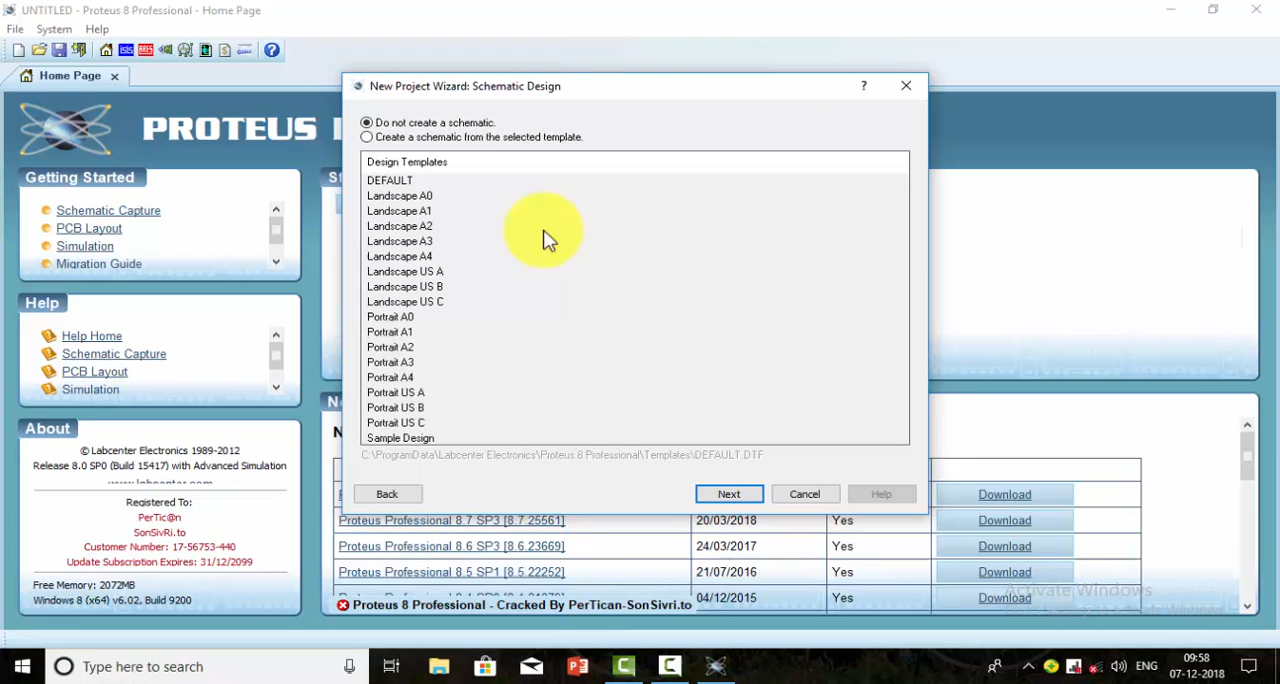 UNTITLED - Proteus 8 Professional - Home Page
File System Help
Home Page
PROTEUS
Getting Started
Schematic Capture
PCB Layout
Simulation
Migration Guide
Help
Help Home
Schematic Capture
PCB Layout
Simulation
About
© Labcenter Electronics 1989-2012
Release 8.0 SP0 (Build 15417) with Advanced Simulation
www.labcenter.com
Registered To:
PerTic@n
SonSivRi.to
Customer Number: 17-56753-440
Update Subscription Expires: 31/12/2099
Free Memory: 2072MB
Windows 8 (x64) v6.02, Build 9200
New Project Wizard: Schematic Design
?
Do not create a schematic.
Create a schematic from the selected template.
Design Templates
DEFAULT
Landscape A0
Landscape A1
Landscape A2
Landscape A3
Landscape A4
Landscape US A
Landscape US B
Landscape US C
Portrait A0
Portrait A1
Portrait A2
Portrait A3
Portrait A4
Portrait US A
Portrait US B
Portrait US C
Sample Design
C:\ProgramData\Labcenter Electronics\Proteus 8 Professional\Templates\DEFAULT.DTF
Back Next Cancel Help
Download
Proteus Professional 8.7 SP3 [8.7.25561] 20/03/2018 Yes Download
Proteus Professional 8.6 SP3 [8.6.23669] 24/03/2017 Yes Download
Proteus Professional 8.5 SP1 [8.5.22252] 21/07/2016 Yes Download
04/12/2015 Yes Download
Proteus 8 Professional - Cracked By PerTican-SonSivri.to
Activate Windows
Type here to search
ENG
09:58
07-12-2018